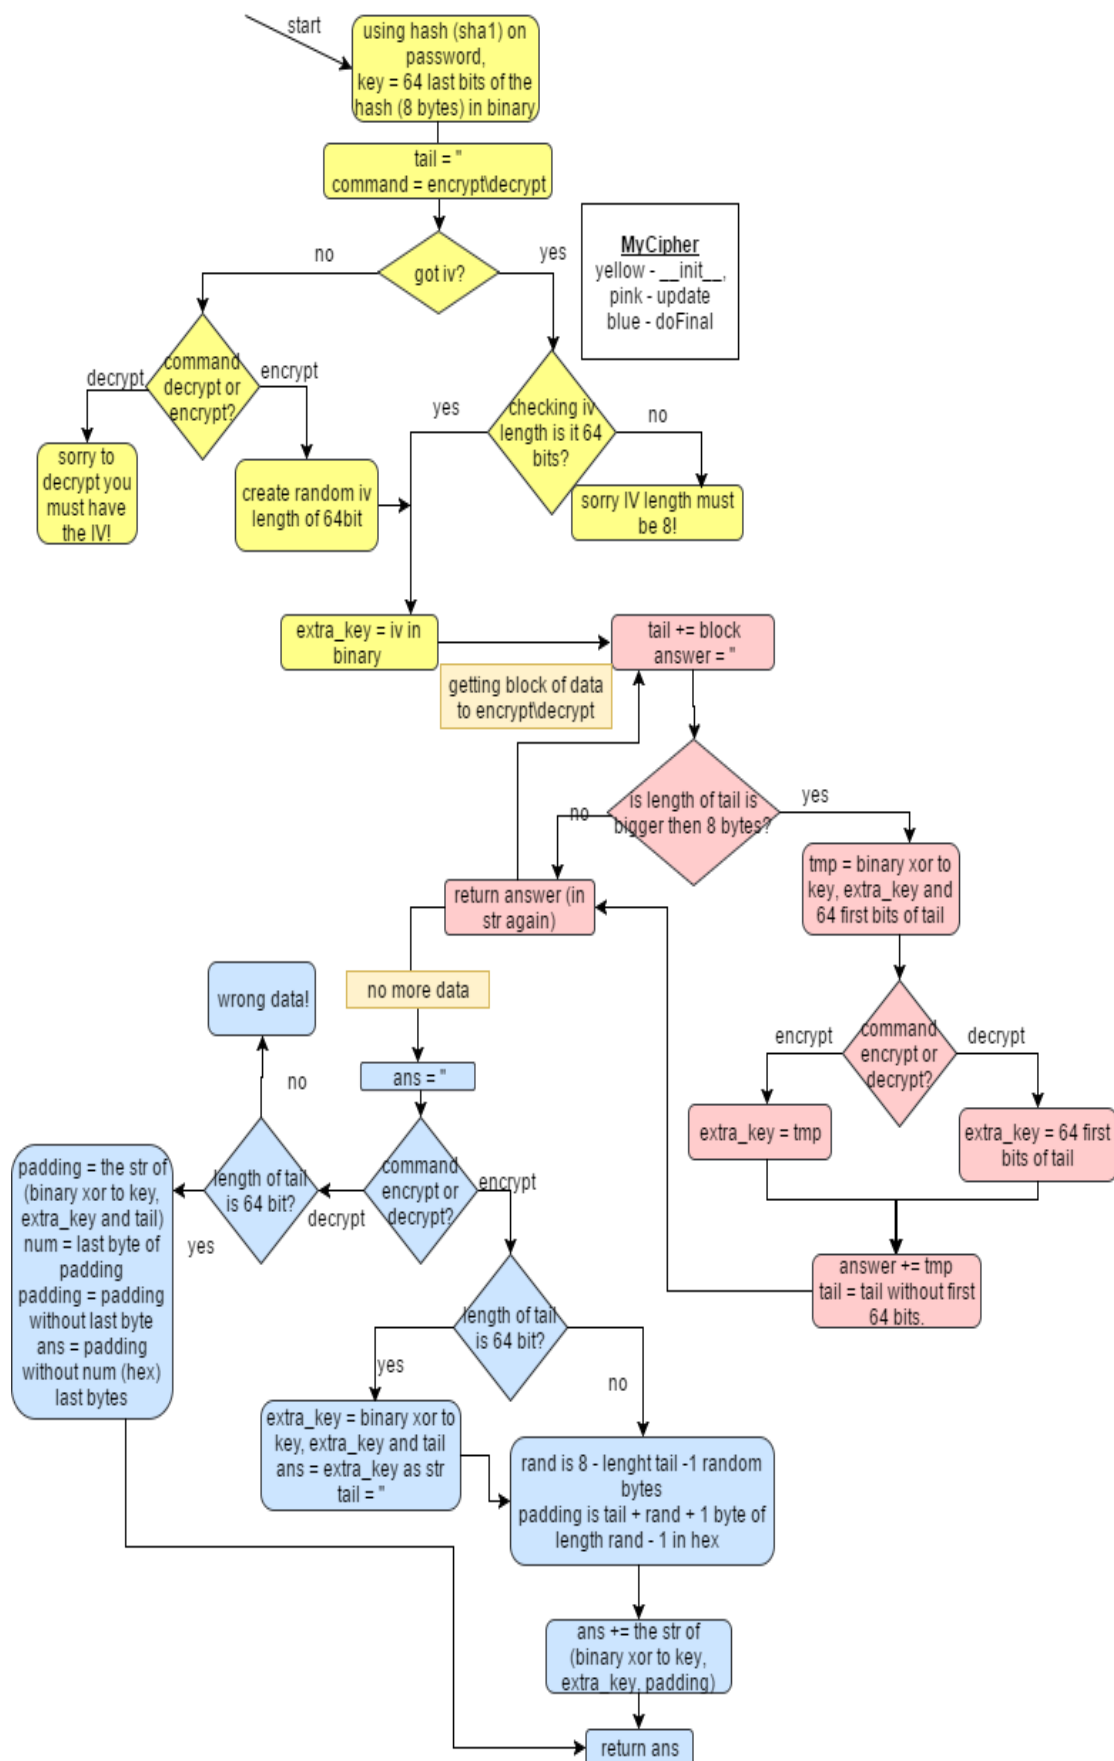 start
using hash (sha1) on
password,
key = 64 last bits of the
hash (8 bytes) in binary
tail = "
command = encrypt\decrypt
MyCipher
yellow - __init__,
pink - update
blue - doFinal
no
got iv?
yes
command
decrypt or
encrypt?
decrypt
encrypt
yes
checking iv
length is it 64
bits?
no
sorry to
decrypt you
must have
the IV!
create random iv
length of 64bit
sorry IV length must
be 8!
extra_key = iv in
binary
tail += block
answer = "
getting block of data
to encrypt\decrypt
is length of tail is
bigger then 8 bytes?
no
yes
tmp = binary xor to
key, extra_key and
64 first bits of tail
return answer (in
str again)
wrong data!
no more data
command
encrypt or
decrypt?
encrypt
decrypt
no
ans = "
extra_key = tmp
extra_key = 64 first
bits of tail
padding = the str of
(binary xor to key,
extra_key and tail)
num = last byte of
padding
padding = padding
without last byte
ans = padding
without num (hex)
last bytes
length of tail
is 64 bit?
yes
command
encrypt or
decrypt?
decrypt
encrypt
answer += tmp
tail = tail without first
64 bits.
length of tail
is 64 bit?
yes
no
extra_key = binary xor to
key, extra_key and tail
ans = extra_key as str
tail = "
rand is 8 - lenght tail -1 random
bytes
padding is tail + rand + 1 byte of
length rand - 1 in hex
ans += the str of
(binary xor to key,
extra_key, padding)
return ans